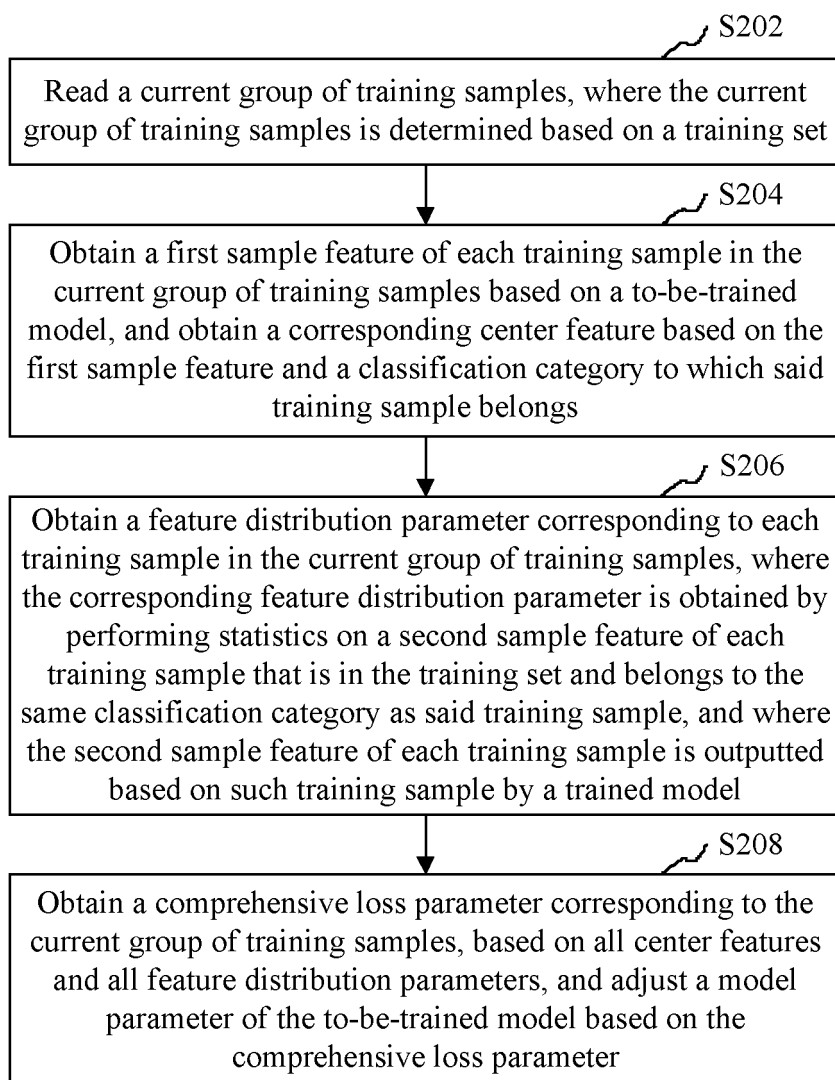 S202
Read a current group of training samples, where the current
group of training samples is determined based on a training set
S204
Obtain a first sample feature of each training sample in the
current group of training samples based on a to-be-trained
model, and obtain a corresponding center feature based on the
first sample feature and a classification category to which said
training sample belongs
S206
Obtain a feature distribution parameter corresponding to each
training sample in the current group of training samples, where
the corresponding feature distribution parameter is obtained by
performing statistics on a second sample feature of each
training sample that is in the training set and belongs to the
same classification category as said training sample, and where
the second sample feature of each training sample is outputted
based on such training sample by a trained model
S208
Obtain a comprehensive loss parameter corresponding to the
current group of training samples, based on all center features
and all feature distribution parameters, and adjust a model
parameter of the to-be-trained model based on the
comprehensive loss parameter